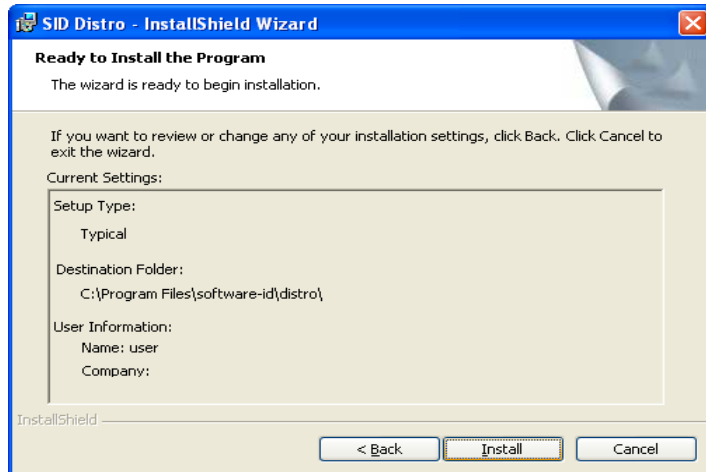 SID Distro - InstallShield Wizard
Ready to Install the Program
The wizard is ready to begin installation.
If you want to review or change any of your installation settings, click Back. Click Cancel to
exit the wizard.
Current Settings:
Setup Type:
Typical
Destination Folder:
C:\Program Files\software-id\distro\
User Information:
Name: user
Company:
InstallShield
< Back
Install
Cancel